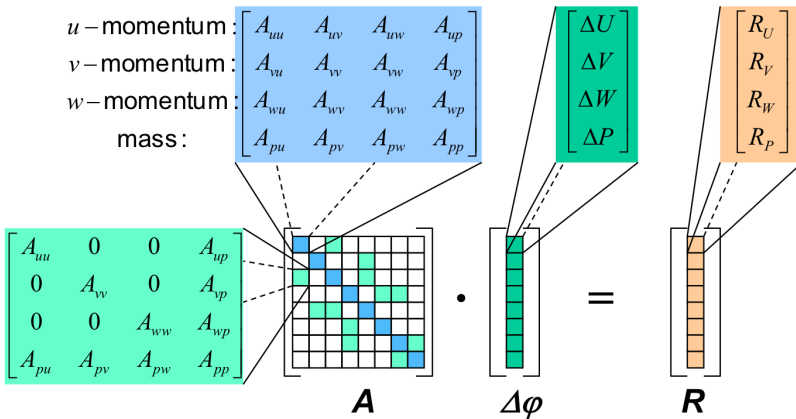 u – momentum: [ A_uu A_uv A_uw A_up ] [ ΔU ] [ R_U ]
v – momentum: [ A_vu A_vv A_vw A_vp ] [ ΔV ] [ R_V ]
w – momentum: [ A_wu A_wv A_ww A_wp ] [ ΔW ] [ R_W ]
mass: [ A_pu A_pv A_pw A_pp ] [ ΔP ] [ R_P ]
[ A_uu 0 0 A_up ]
[ 0 A_vv 0 A_vp ]
[ 0 0 A_ww A_wp ]
[ A_pu A_pv A_pw A_pp ]
· =
A Δφ R